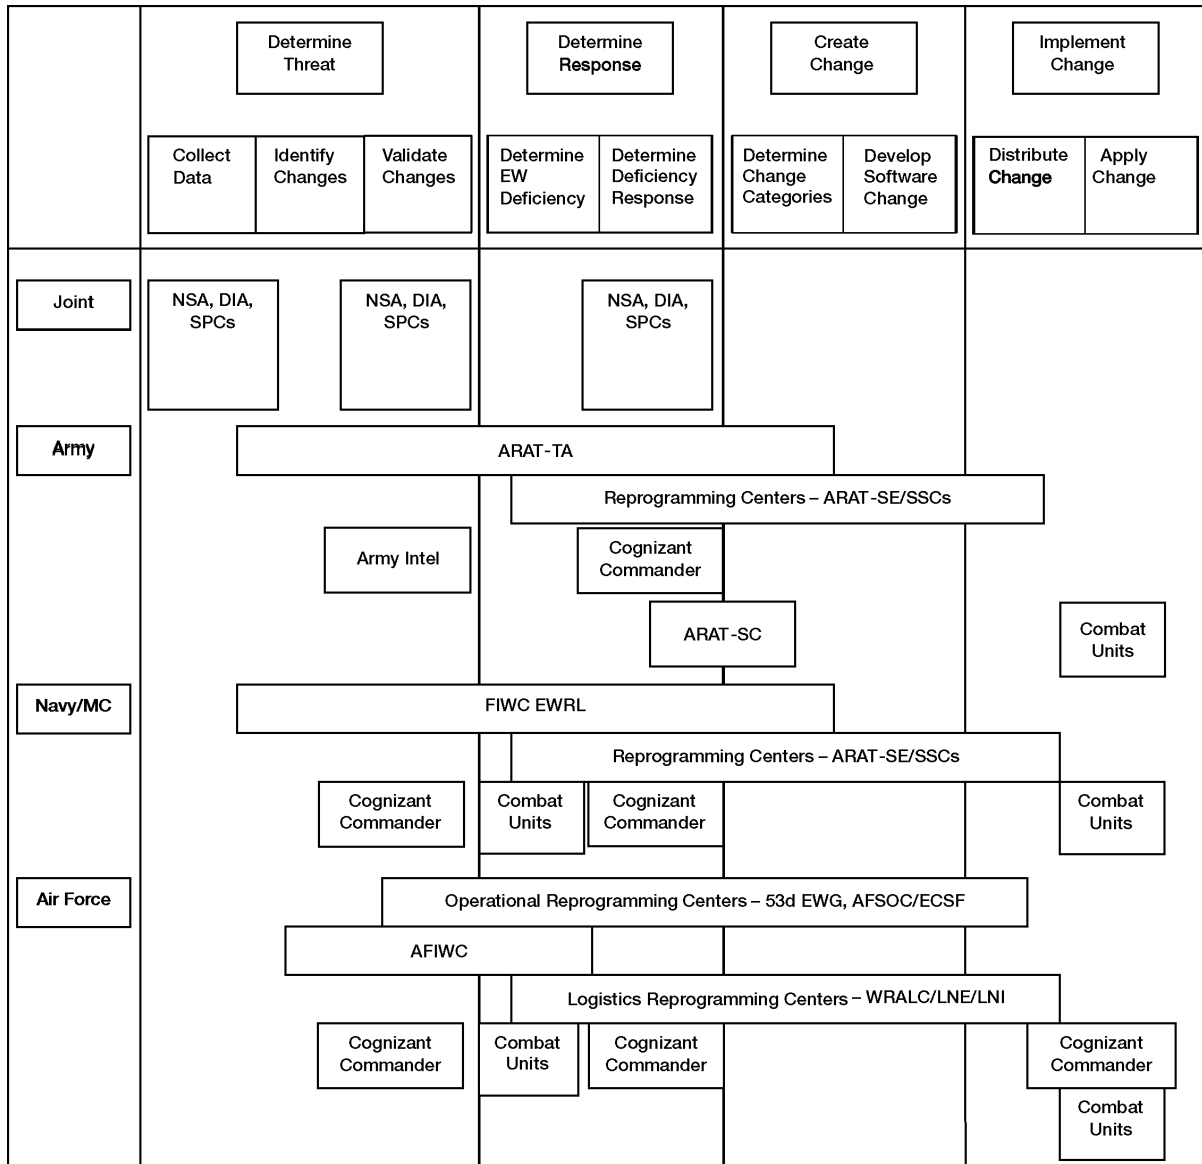 Determine
Threat
Determine
Response
Create
Change
Implement
Change
Collect
Data
Identify
Changes
Validate
Changes
Determine
EW
Deficiency
Determine
Deficiency
Response
Determine
Change
Categories
Develop
Software
Change
Distribute
Change
Apply
Change
Joint
NSA, DIA,
SPCs
NSA, DIA,
SPCs
NSA, DIA,
SPCs
Army
ARAT-TA
Reprogramming Centers – ARAT-SE/SSCs
Army Intel
Cognizant
Commander
ARAT-SC
Combat
Units
Navy/MC
FIWC EWRL
Reprogramming Centers – ARAT-SE/SSCs
Cognizant
Commander
Combat
Units
Cognizant
Commander
Combat
Units
Air Force
Operational Reprogramming Centers – 53d EWG, AFSOC/ECSF
AFIWC
Logistics Reprogramming Centers – WRALC/LNE/LNI
Cognizant
Commander
Combat
Units
Cognizant
Commander
Cognizant
Commander
Combat
Units